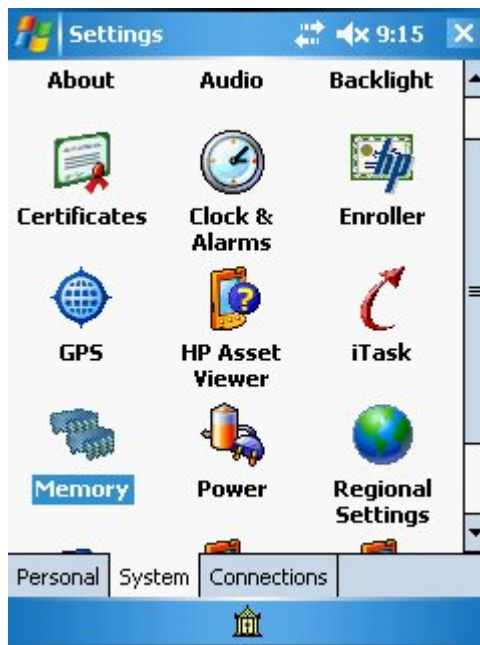 Settings 9:15
About Audio Backlight
Certificates Clock & Alarms Enroller
hp
GPS HP Asset Viewer iTask
Memory Power Regional Settings
Personal System Connections